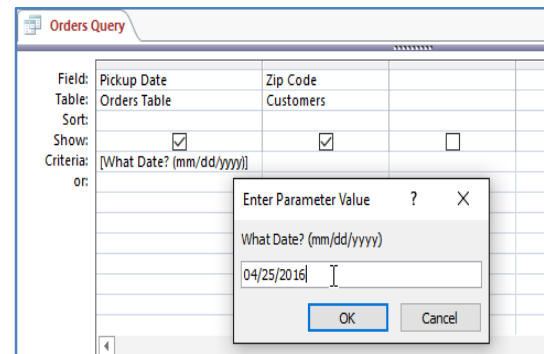 Orders Query
Field: Pickup Date Zip Code
Table: Orders Table Customers
Sort:
Show:
Criteria: [What Date? (mm/dd/yyyy)]
or:
Enter Parameter Value ? X
What Date? (mm/dd/yyyy)
04/25/2016
OK Cancel